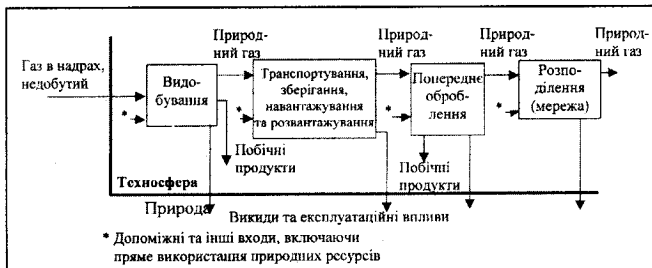 Природ-
ний газ
Природ-
ний газ
Природ-
ний газ
Природ-
ний газ
Газ в надрах,
недобутий
Видо-
бування
Транспортування,
зберігання,
навантажування
та розвантажування
Попереднє
оброб-
лення
Розпо-
ділення
(мережа)
*
*
*
*
Побічні
продукти
Побічні
продукти
Техносфера
Природа
Викиди та експлуатаційні впливи
* Допоміжні та інші входи, включаючи
пряме використання природних ресурсів